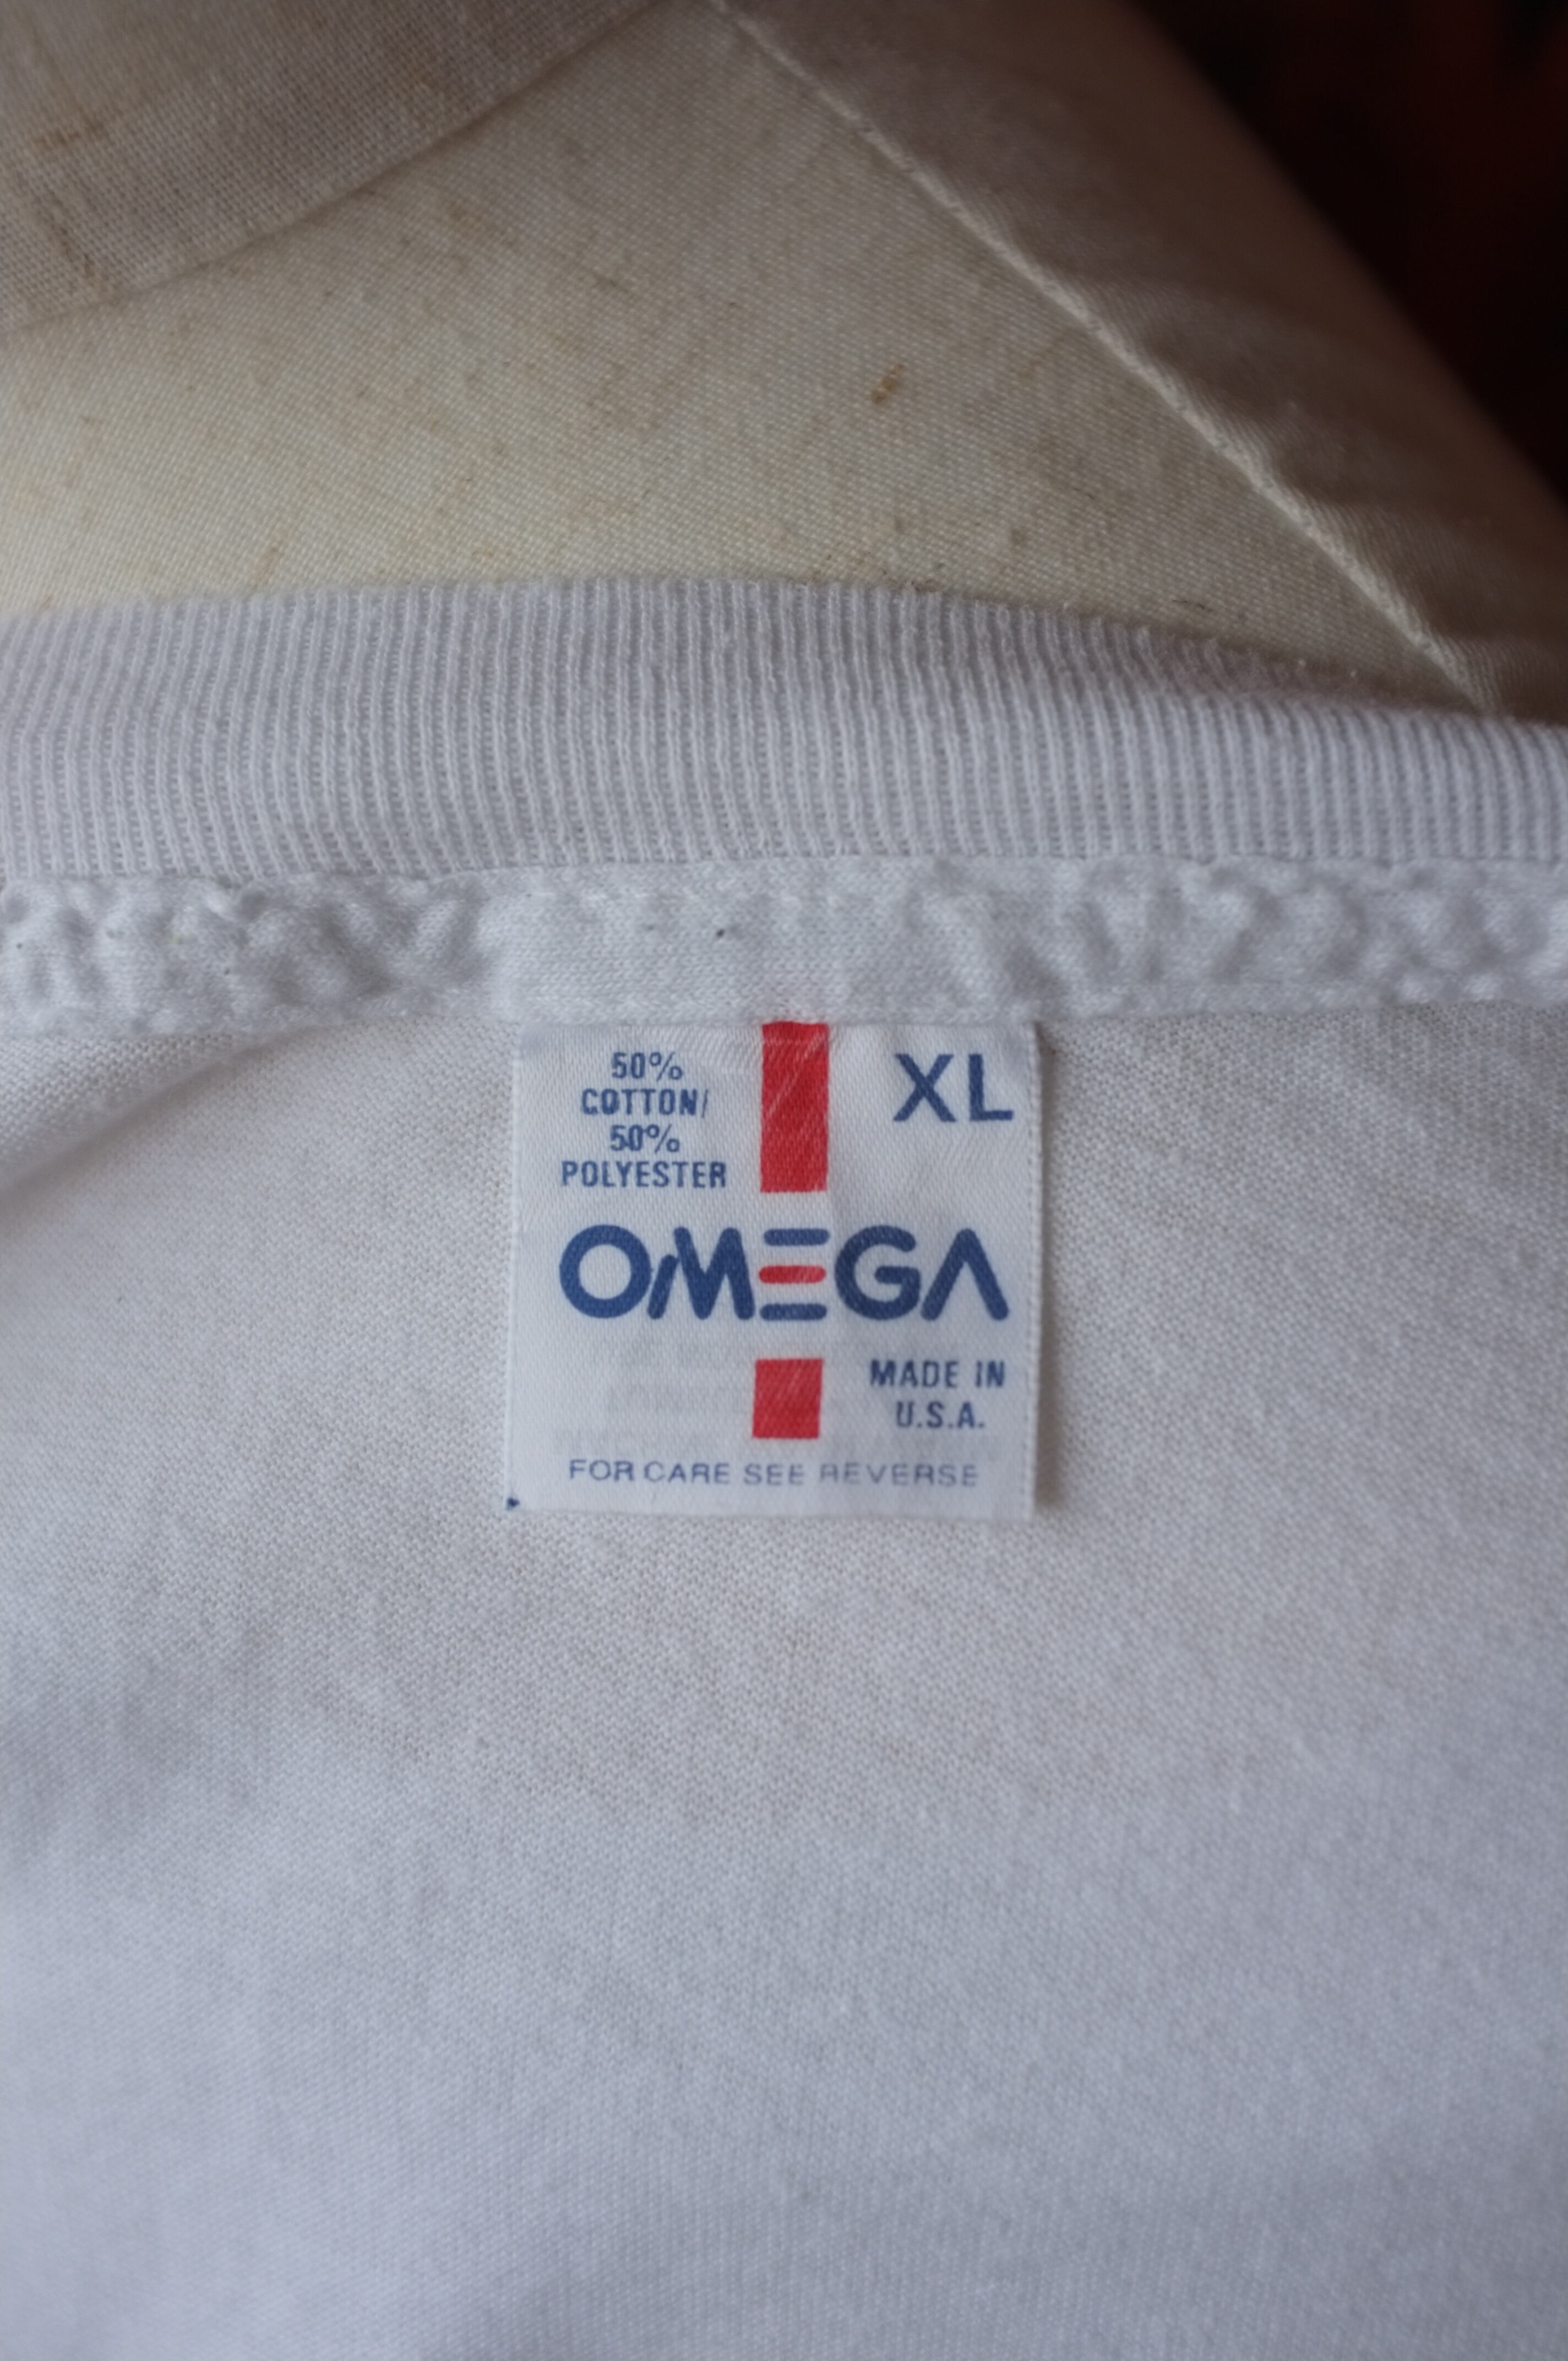 50%
COTTON/
50%
POLYESTER
XL
OMEGA
MADE IN
U.S.A.
FOR CARE SEE REVERSE